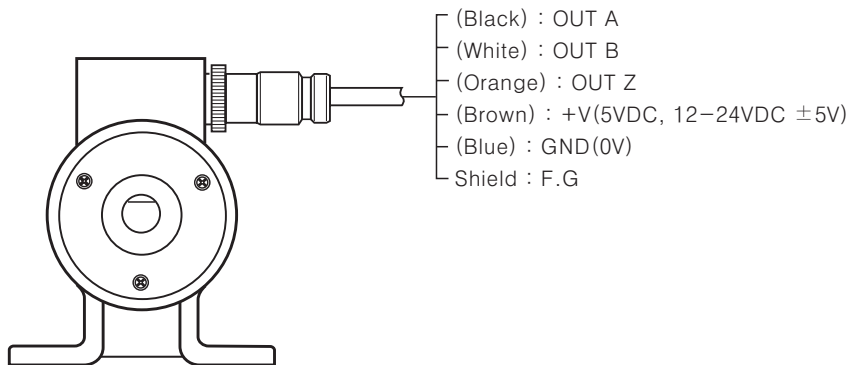 (Black) : OUT A
(White) : OUT B
(Orange) : OUT Z
(Brown) : +V(5VDC, 12-24VDC ±5V)
(Blue) : GND(0V)
Shield : F.G